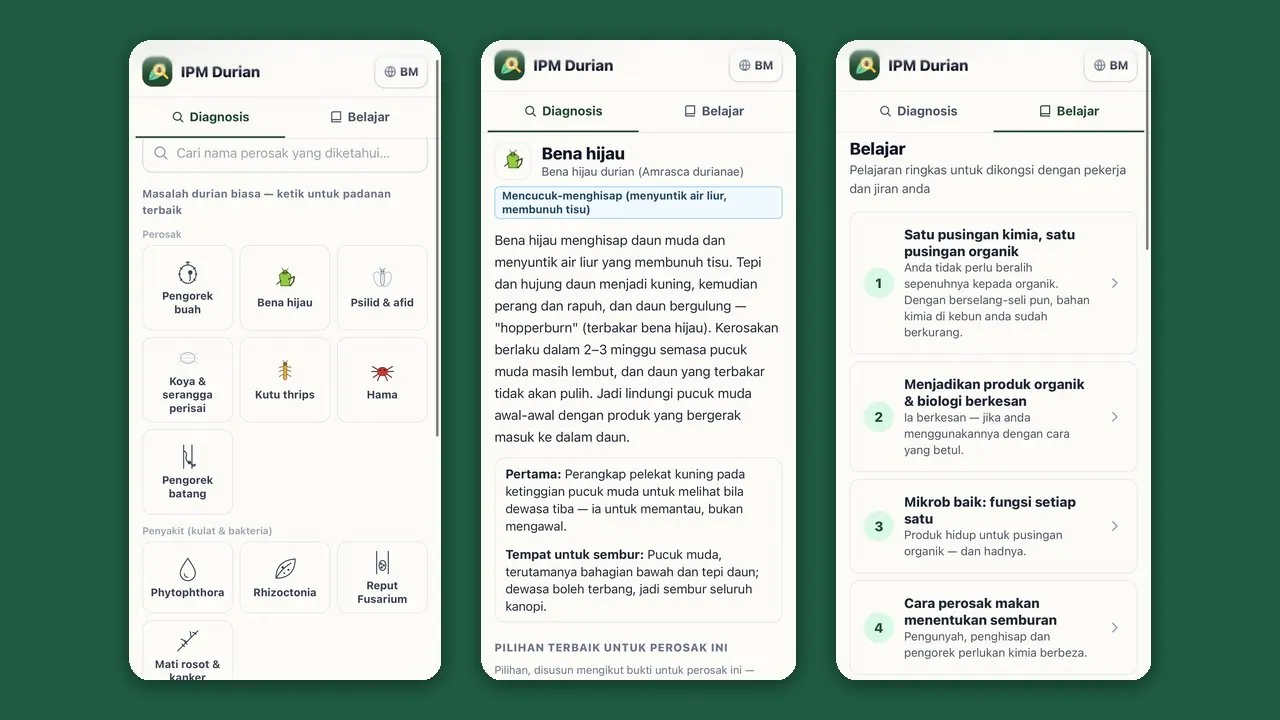 IPM Durian
BM
Diagnosis
Belajar
Cari nama perosak yang diketahui...
Masalah durian biasa — ketik untuk padanan
terbaik
Perosak
Pengorek
buah
Bena hijau
Psilid & afid
Koya &
serangga
perisai
Kutu thrips
Hama
Pengorek
batang
Penyakit (kulat & bakteria)
Phytophthora
Rhizoctonia
Reput
Fusarium
Mati rosot &
kanker
IPM Durian
BM
Diagnosis
Belajar
Bena hijau
Bena hijau durian (Amrasca durianae)
Mencucuk-menghisap (menyuntik air liur,
membunuh tisu)
Bena hijau menghisap daun muda dan
menyuntik air liur yang membunuh tisu. Tepi
dan hujung daun menjadi kuning, kemudian
perang dan rapuh, dan daun bergulung —
"hopperburn" (terbakar bena hijau). Kerosakan
berlaku dalam 2–3 minggu semasa pucuk
muda masih lembut, dan daun yang terbakar
tidak akan pulih. Jadi lindungi pucuk muda
awal-awal dengan produk yang bergerak
masuk ke dalam daun.
Pertama: Perangkap pelekat kuning pada
ketinggian pucuk muda untuk melihat bila
dewasa tiba — ia untuk memantau, bukan
mengawal.
Tempat untuk sembur: Pucuk muda,
terutamanya bahagian bawah dan tepi daun;
dewasa boleh terbang, jadi sembur seluruh
kanopi.
PILIHAN TERBAIK UNTUK PEROSAK INI
Pilihan, disusun mengikut bukti untuk perosak ini —
IPM Durian
BM
Diagnosis
Belajar
Belajar
Pelajaran ringkas untuk dikongsi dengan pekerja
dan jiran anda
1
Satu pusingan kimia, satu
pusingan organik
Anda tidak perlu beralih
sepenuhnya kepada organik.
Dengan berselang-seli pun, bahan
kimia di kebun anda sudah
berkurang.
2
Menjadikan produk organik
& biologi berkesan
Ia berkesan — jika anda
menggunakannya dengan cara
yang betul.
3
Mikrob baik: fungsi setiap
satu
Produk hidup untuk pusingan
organik — dan hadnya.
4
Cara perosak makan
menentukan semburan
Pengunyah, penghisap dan
pengorek perlukan kimia berbeza.